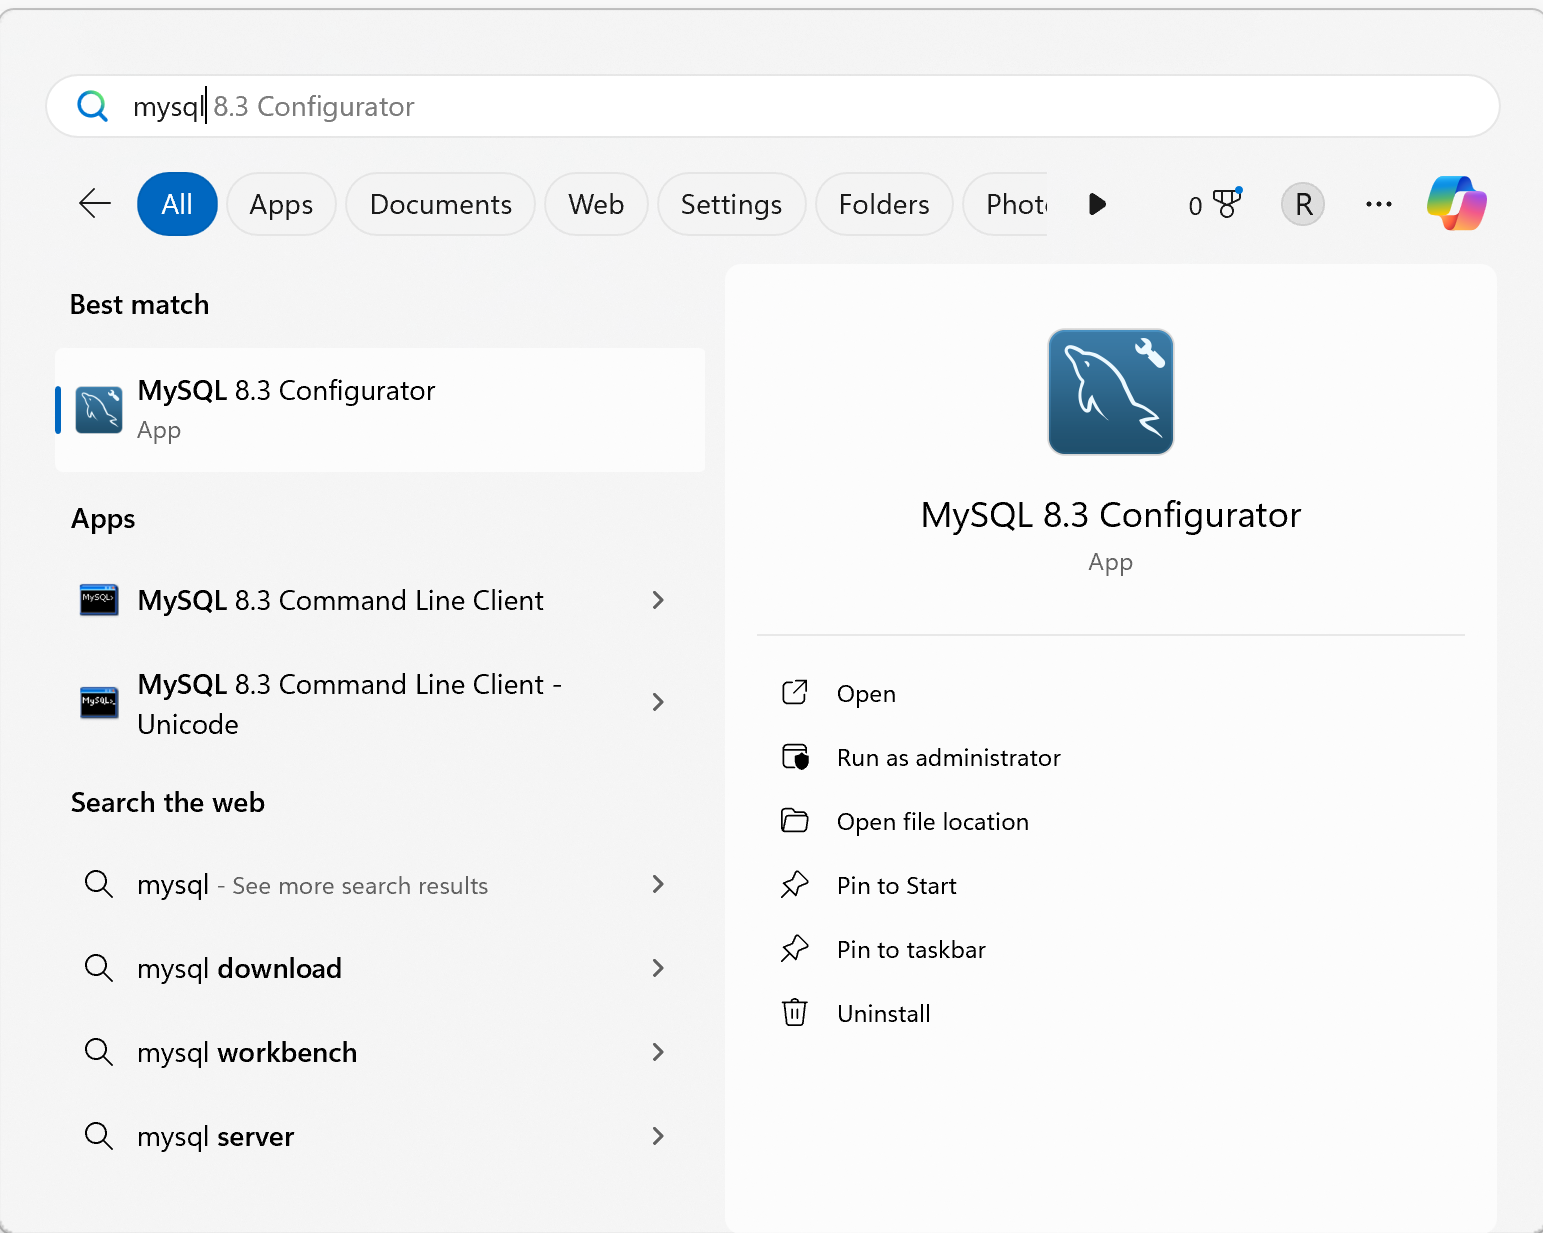 mysql 8.3 Configurator
All Apps Documents Web Settings Folders Phot 0 R
Best match
MySQL 8.3 Configurator
App
Apps
MySQL 8.3 Command Line Client
MySQL 8.3 Command Line Client -
Unicode
Search the web
mysql - See more search results
mysql download
mysql workbench
mysql server
MySQL 8.3 Configurator
App
Open
Run as administrator
Open file location
Pin to Start
Pin to taskbar
Uninstall